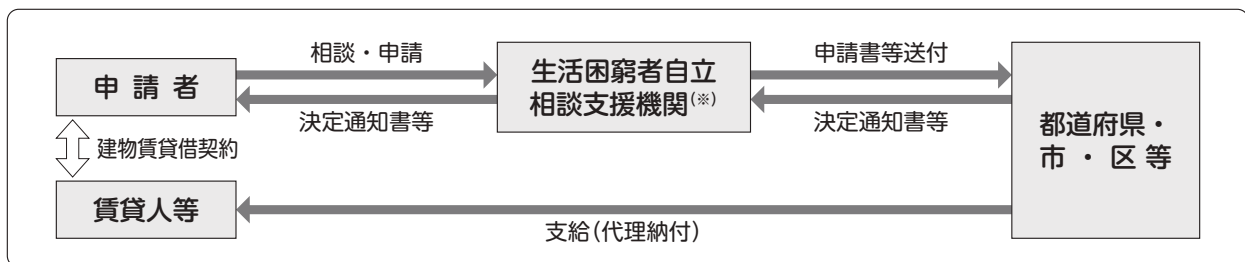 相談・申請
申請書等送付
申請者
生活困窮者自立
相談支援機関(※)
決定通知書等
決定通知書等
都道府県・
市・区等
建物賃貸借契約
賃貸人等
支給(代理納付)